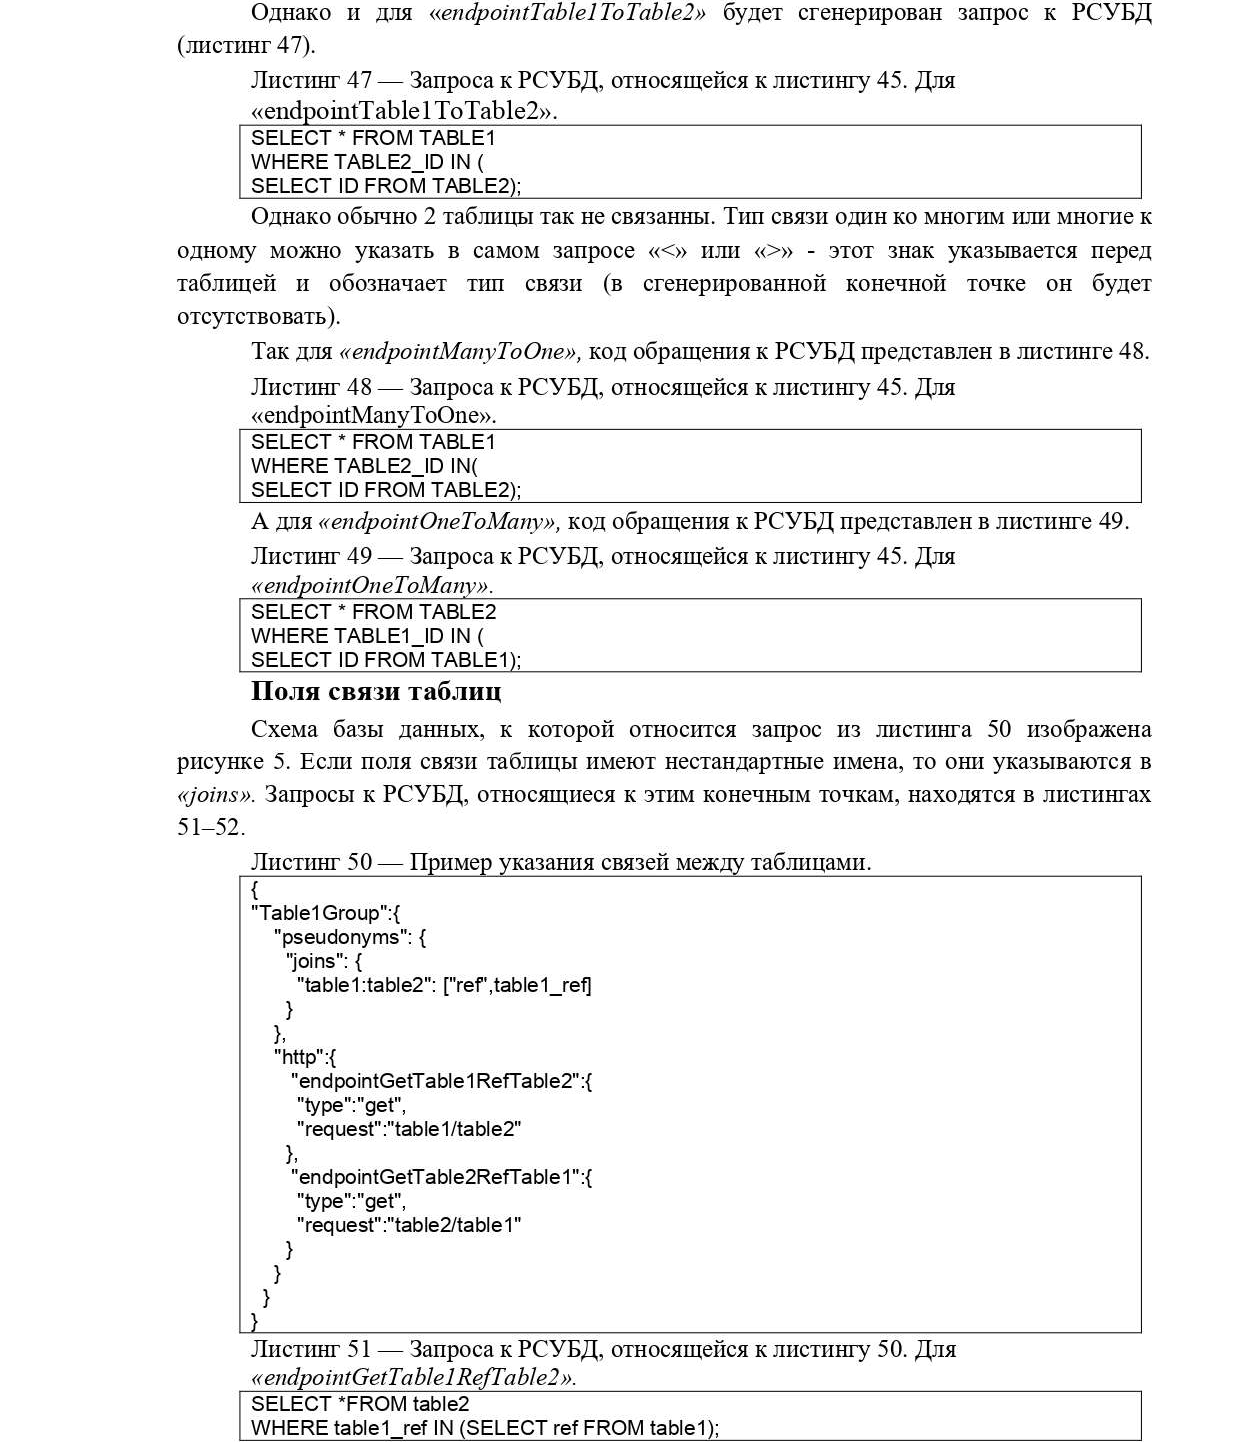 Однако и для «endpointTable1ToTable2» будет сгенерирован запрос к РСУБД
(листинг 47).
Листинг 47 — Запроса к РСУБД, относящейся к листингу 45. Для
«endpointTable1ToTable2».
SELECT * FROM TABLE1
WHERE TABLE2_ID IN (
SELECT ID FROM TABLE2);
Однако обычно 2 таблицы так не связанны. Тип связи один ко многим или многие к
одному можно указать в самом запросе «<» или «>» - этот знак указывается перед
таблицей и обозначает тип связи (в сгенерированной конечной точке он будет
отсутствовать).
Так для «endpointManyToOne», код обращения к РСУБД представлен в листинге 48.
Листинг 48 — Запроса к РСУБД, относящейся к листингу 45. Для
«endpointManyToOne».
SELECT * FROM TABLE1
WHERE TABLE2_ID IN(
SELECT ID FROM TABLE2);
А для «endpointOneToMany», код обращения к РСУБД представлен в листинге 49.
Листинг 49 — Запроса к РСУБД, относящейся к листингу 45. Для
«endpointOneToMany».
SELECT * FROM TABLE2
WHERE TABLE1_ID IN (
SELECT ID FROM TABLE1);
Поля связи таблиц
Схема базы данных, к которой относится запрос из листинга 50 изображена
рисунке 5. Если поля связи таблицы имеют нестандартные имена, то они указываются в
«joins». Запросы к РСУБД, относящиеся к этим конечным точкам, находятся в листингах
51–52.
Листинг 50 — Пример указания связей между таблицами.
{
"Table1Group":{
"pseudonyms": {
"joins": {
"table1:table2": ["ref",table1_ref]
}
},
"http":{
"endpointGetTable1RefTable2":{
"type":"get",
"request":"table1/table2"
},
"endpointGetTable2RefTable1":{
"type":"get",
"request":"table2/table1"
}
}
}
}
Листинг 51 — Запроса к РСУБД, относящейся к листингу 50. Для
«endpointGetTable1RefTable2».
SELECT *FROM table2
WHERE table1_ref IN (SELECT ref FROM table1);